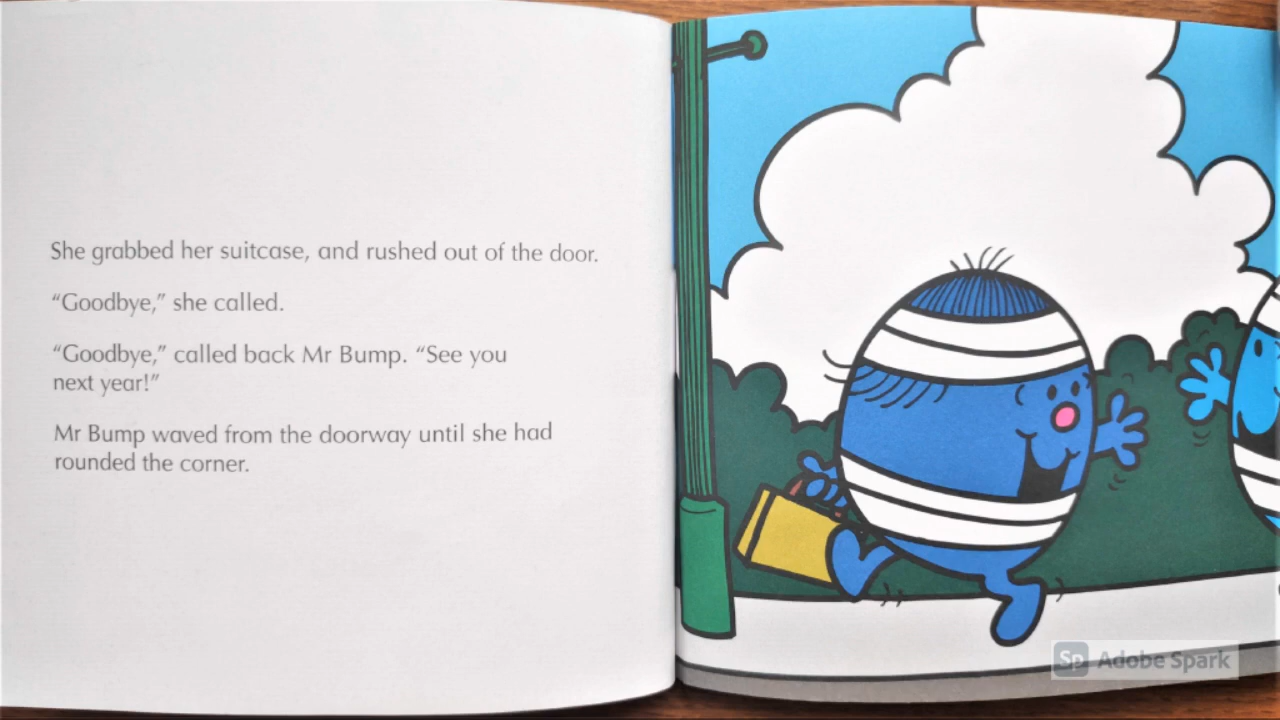 She grabbed her suitcase, and rushed out of the door.
“Goodbye,” she called.
“Goodbye,” called back Mr Bump. “See you
next year!”
Mr Bump waved from the doorway until she had
rounded the corner.
Sp Adobe Spark